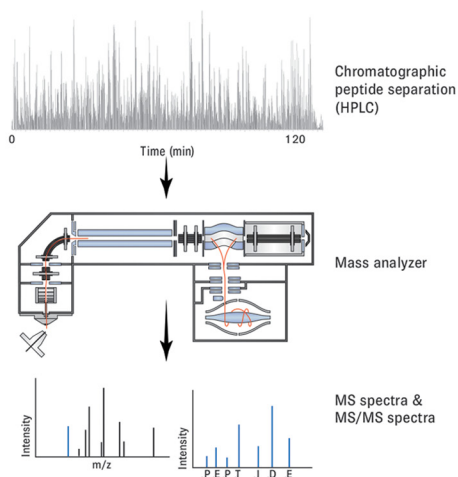 Chromatographic
peptide separation
(HPLC)
0
120
Time (min)
Mass analyzer
MS spectra &
MS/MS spectra
Intensity
m/z
Intensity
P E P T I D E